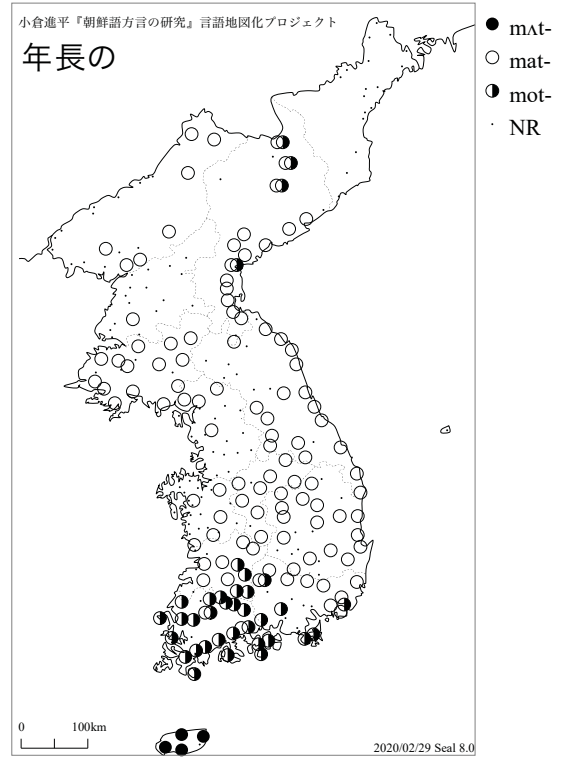 小倉進平『朝鮮語方言の研究』言語地図化プロジェクト
年長の
mʌt-
mat-
mot-
NR
0 100km
2020/02/29 Seal 8.0